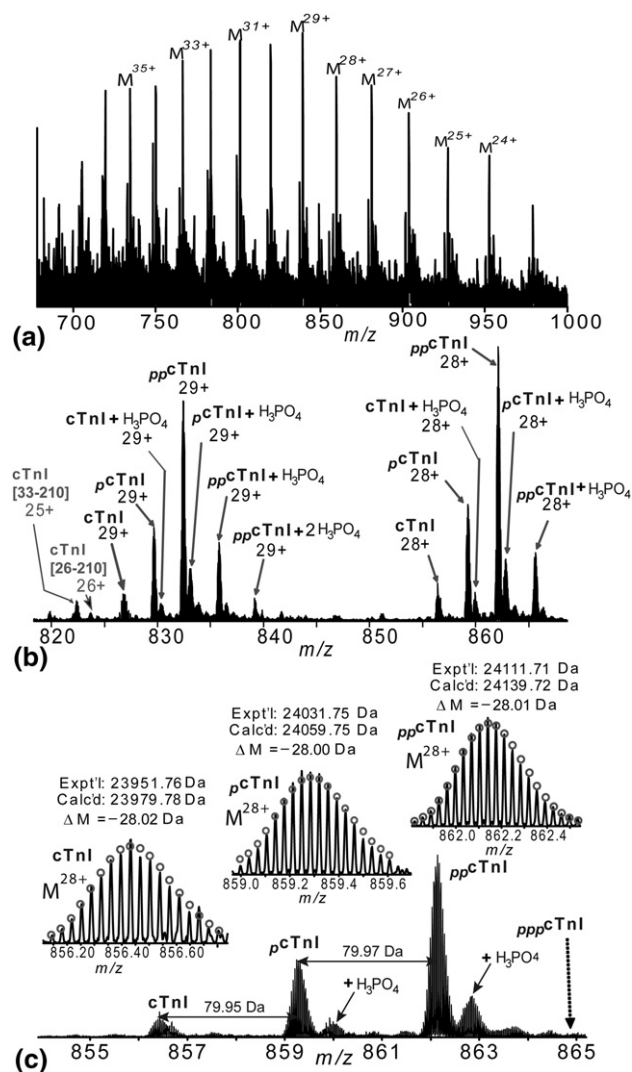 M35+
M33+
M31+
M29+
M28+
M27+
M26+
M25+
M24+
700 750 800 850 900 950 1000
m/z
(a)
ppcTnI
29+
cTnI + H3PO4
29+
pcTnI + H3PO4
29+
cTnI
[33-210]
25+
pcTnI
29+
cTnI
[26-210]
26+
cTnI
29+
ppcTnI + H3PO4
29+
ppcTnI + 2H3PO4
29+
ppcTnI
28+
cTnI + H3PO4
28+
pcTnI + H3PO4
28+
pcTnI
28+
cTnI
28+
ppcTnI + H3PO4
28+
820 830 840 850 860
m/z
(b)
Expt'l: 23951.76 Da
Calc'd: 23979.78 Da
Δ M = −28.02 Da
cTnI
M28+
856.20 856.40 856.60
m/z
Expt'l: 24031.75 Da
Calc'd: 24059.75 Da
Δ M = −28.00 Da
pcTnI
M28+
859.0 859.2 859.4 859.6
m/z
Expt'l: 24111.71 Da
Calc'd: 24139.72 Da
Δ M = −28.01 Da
ppcTnI
M28+
862.0 862.2 862.4
m/z
cTnI
79.95 Da
pcTnI
79.97 Da
+ H3PO4
ppcTnI
+ H3PO4
pppcTnI
855 857 859 861 863 865
m/z
(c)